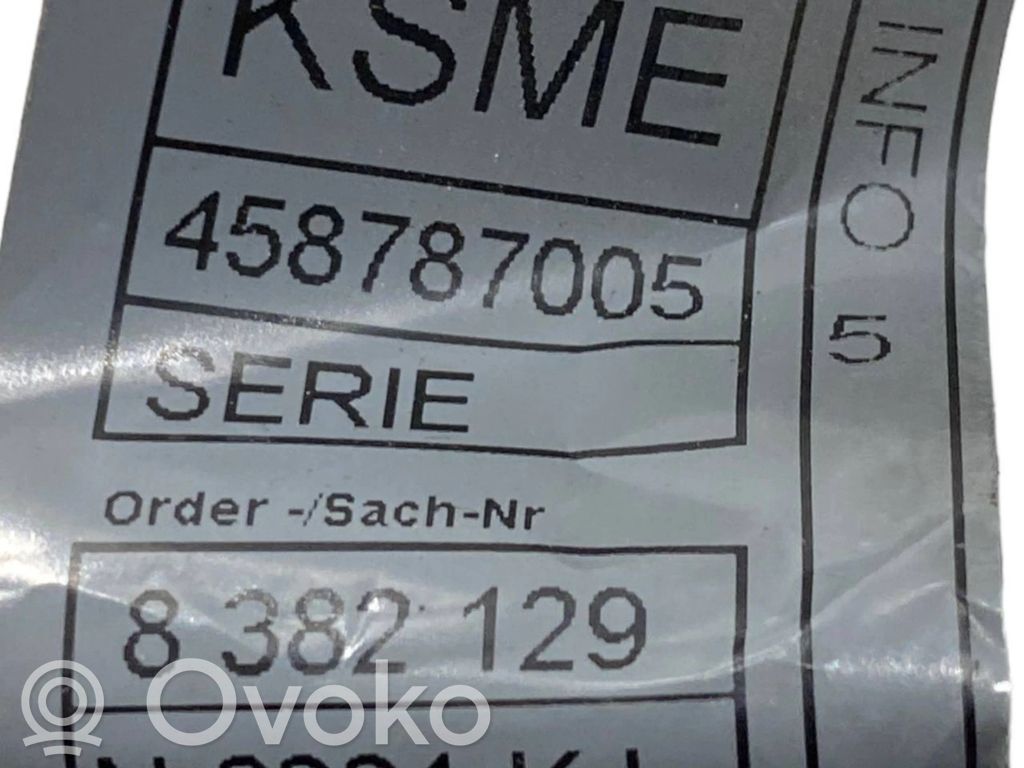 KSME
458787005
SERIE
Order -/Sach-Nr
8 382 129
INFO 5
Ovoko